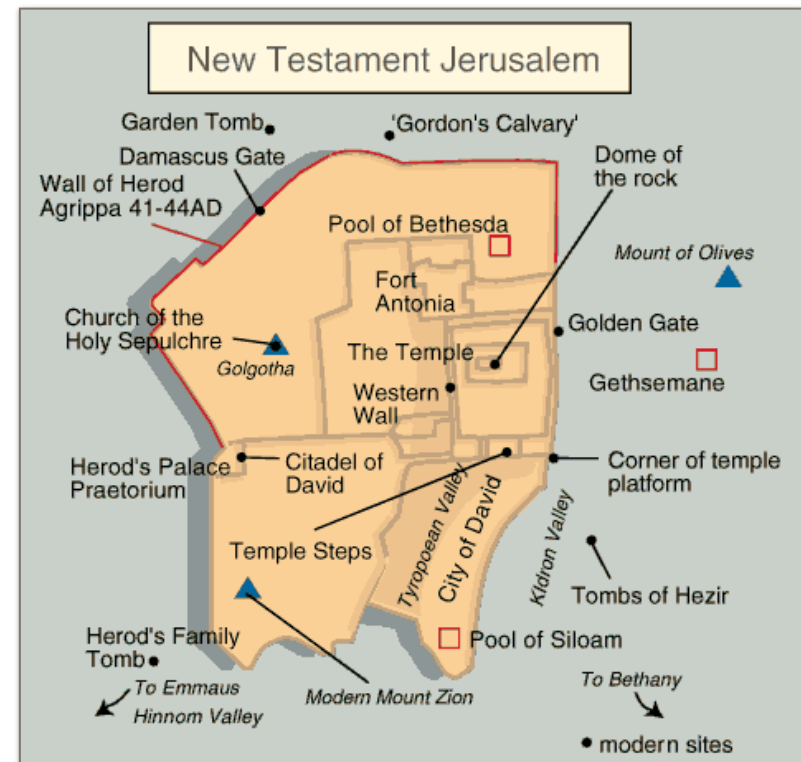 New Testament Jerusalem
Garden Tomb
'Gordon's Calvary'
Damascus Gate
Dome of
the rock
Wall of Herod
Agrippa 41-44AD
Pool of Bethesda
Mount of Olives
Fort
Antonia
Church of the
Holy Sepulchre
Golgotha
Golden Gate
The Temple
Gethsemane
Western
Wall
Herod's Palace
Praetorium
Citadel of
David
Corner of temple
platform
Tyropoean Valley
City of David
KIdron Valley
Temple Steps
Tombs of Hezir
Herod's Family
Tomb
Pool of Siloam
To Emmaus
Hinnom Valley
Modern Mount Zion
To Bethany
modern sites